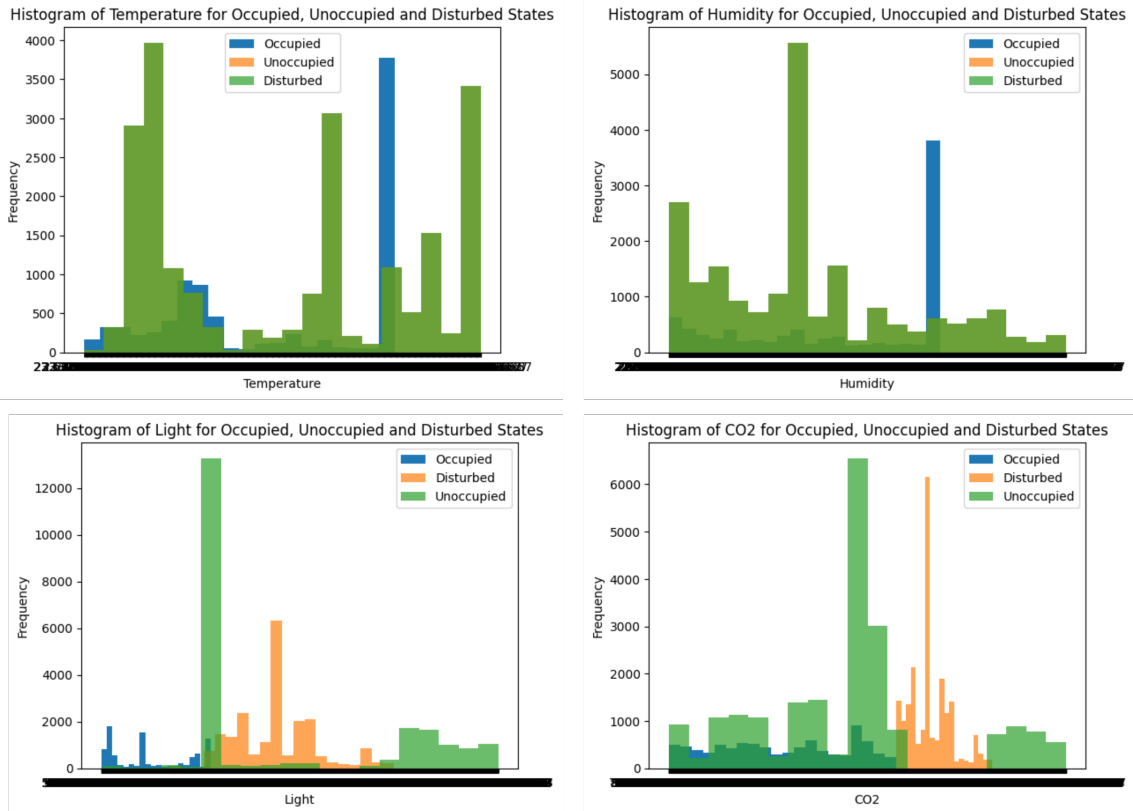 Histogram of Temperature for Occupied, Unoccupied and Disturbed States
Occupied
Unoccupied
Disturbed
4000
3500
3000
2500
2000
1500
1000
500
0
Frequency
Temperature
Histogram of Humidity for Occupied, Unoccupied and Disturbed States
Occupied
Unoccupied
Disturbed
5000
4000
3000
2000
1000
0
Frequency
Humidity
Histogram of Light for Occupied, Unoccupied and Disturbed States
Occupied
Disturbed
Unoccupied
12000
10000
8000
6000
4000
2000
0
Frequency
Light
Histogram of CO2 for Occupied, Unoccupied and Disturbed States
Occupied
Disturbed
Unoccupied
6000
5000
4000
3000
2000
1000
0
Frequency
CO2